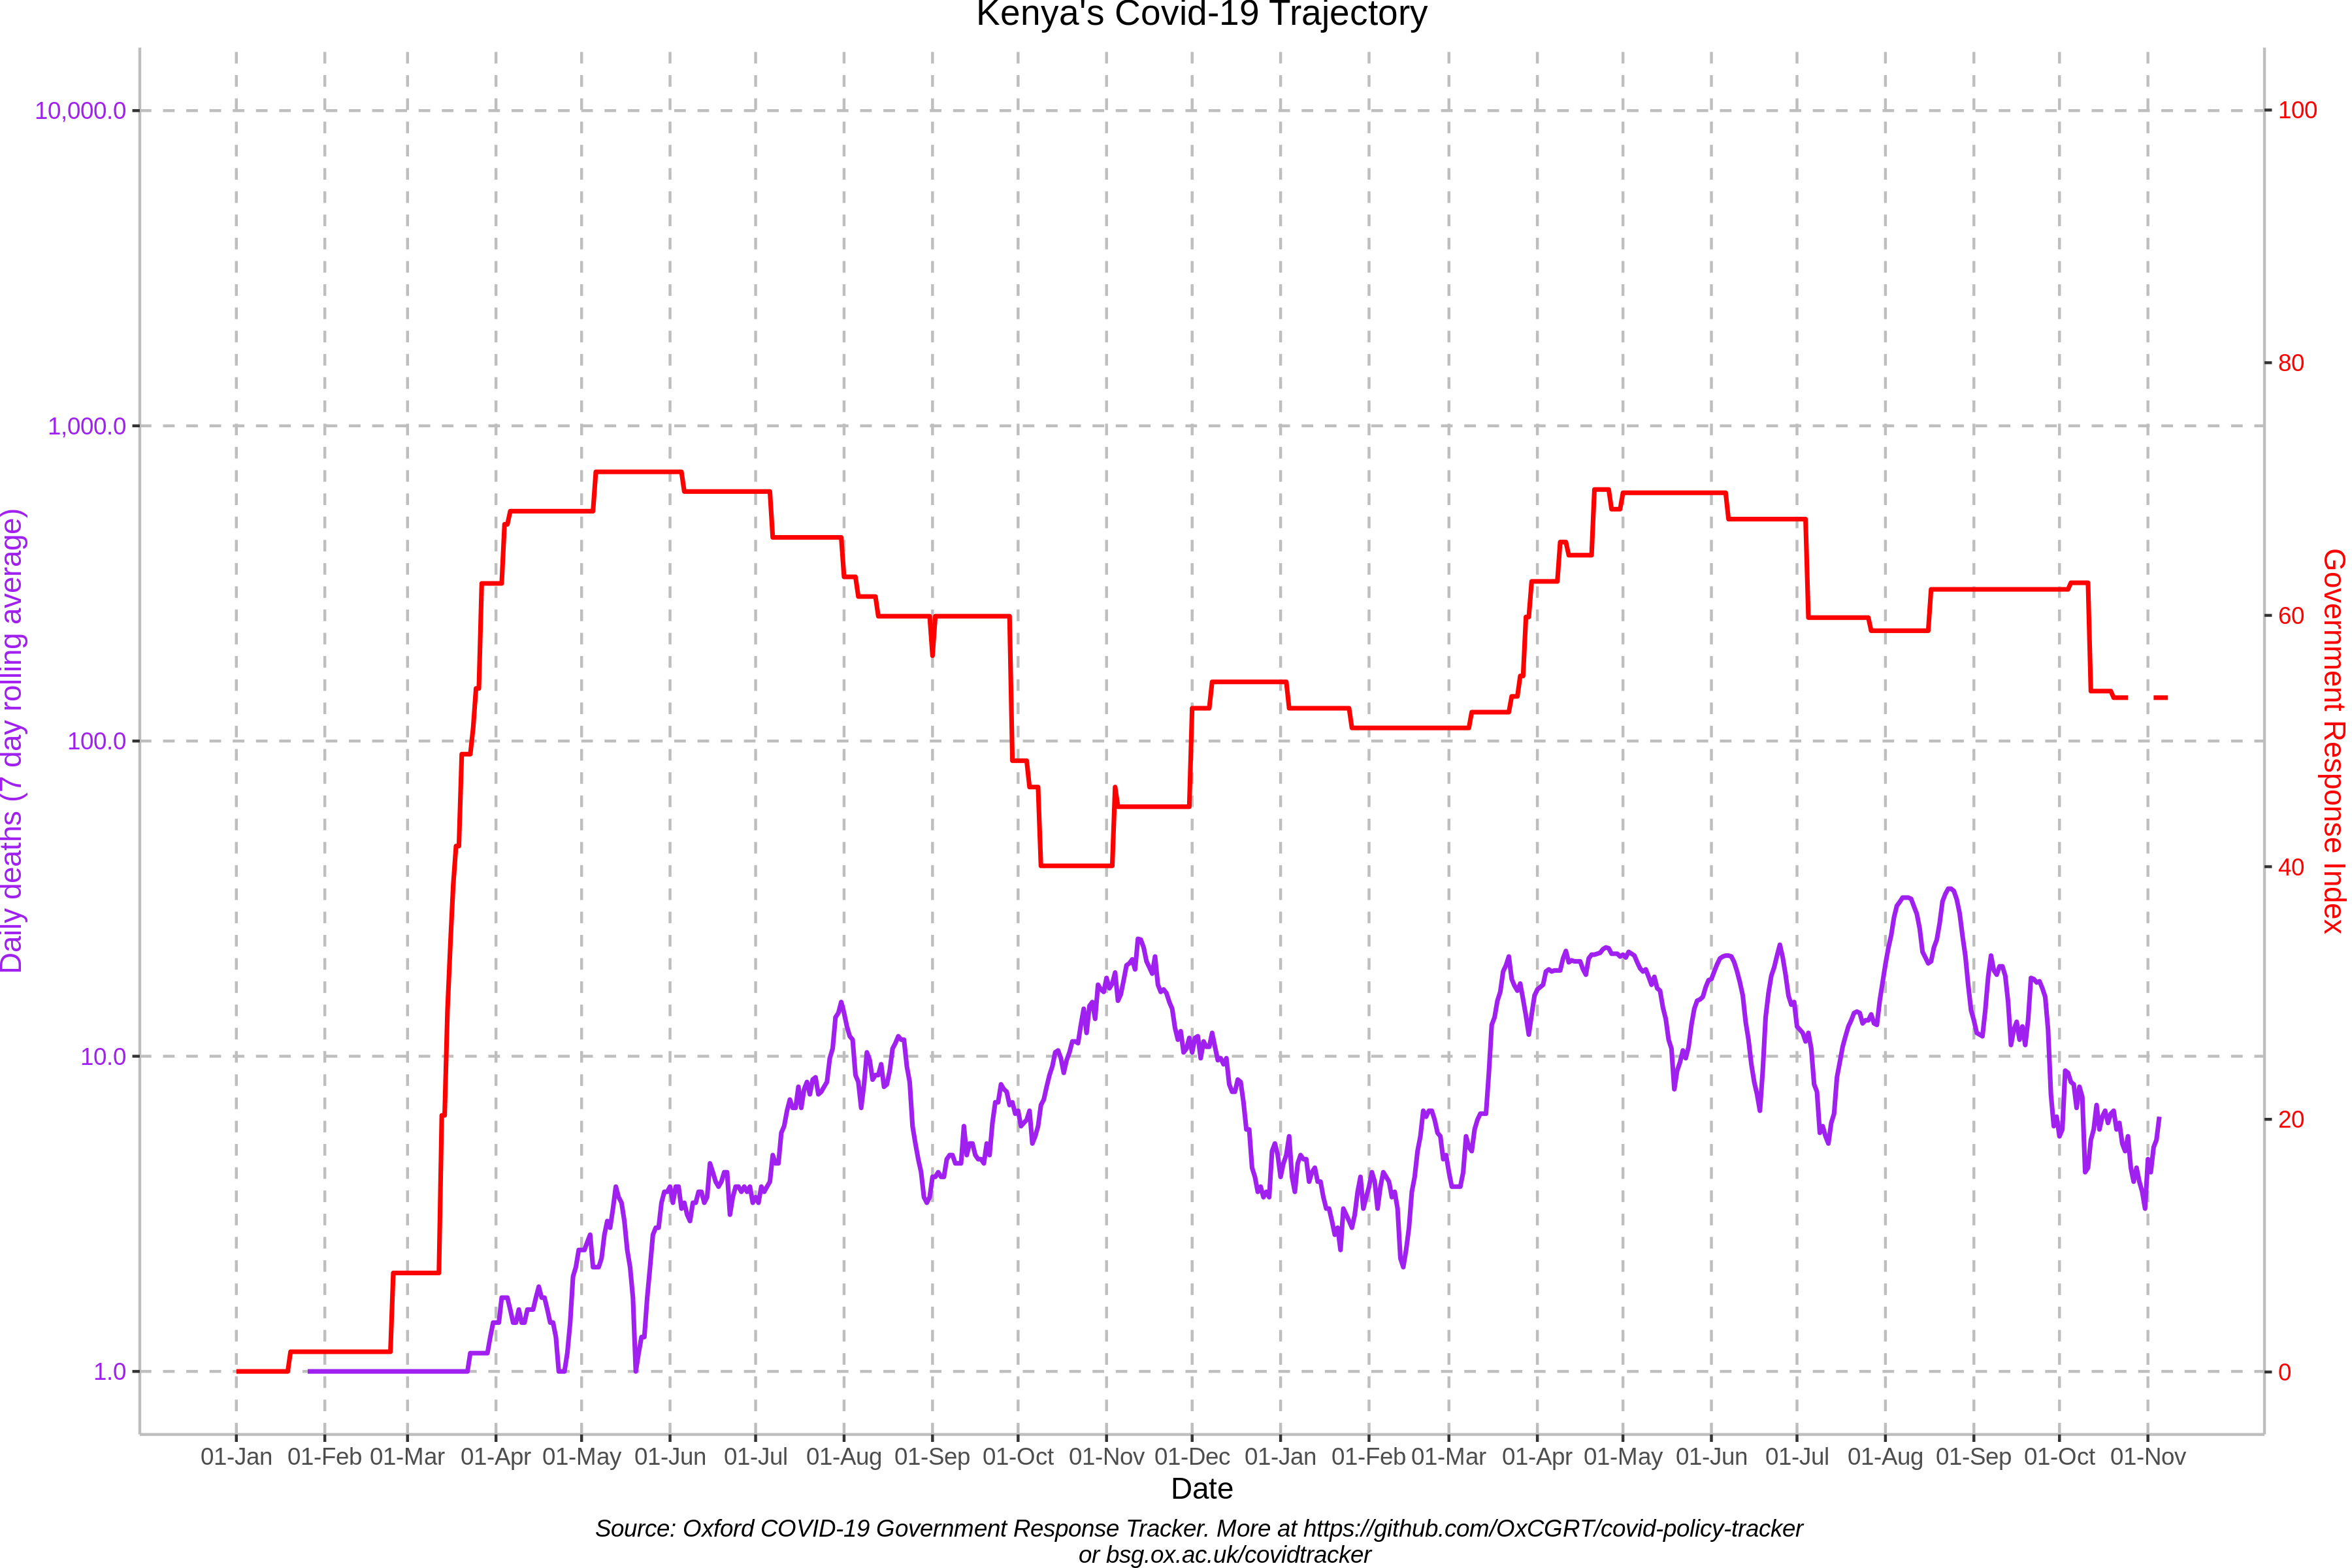 Kenya's Covid-19 Trajectory
10,000.0
1,000.0
100.0
10.0
1.0
Daily deaths (7 day rolling average)
100
80
60
40
20
0
Government Response Index
01-Jan 01-Feb 01-Mar 01-Apr 01-May 01-Jun 01-Jul 01-Aug 01-Sep 01-Oct 01-Nov 01-Dec 01-Jan 01-Feb 01-Mar 01-Apr 01-May 01-Jun 01-Jul 01-Aug 01-Sep 01-Oct 01-Nov
Date
Source: Oxford COVID-19 Government Response Tracker. More at https://github.com/OxCGRT/covid-policy-tracker
or bsg.ox.ac.uk/covidtracker